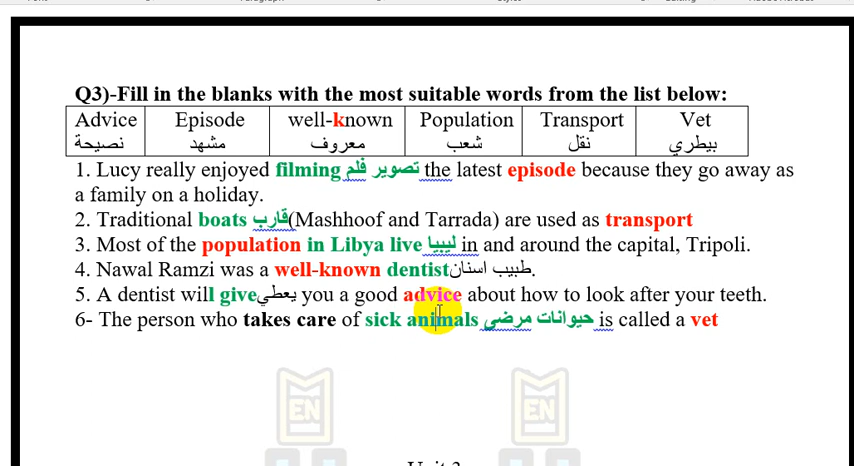 Q3)-Fill in the blanks with the most suitable words from the list below:
Advice Episode well-known Population Transport Vet
نصيحة مشهد معروف شعب نقل بيطري
1. Lucy really enjoyed filming تصوير فلم the latest episode because they go away as
a family on a holiday.
2. Traditional boats قارب(Mashhoof and Tarrada) are used as transport
3. Most of the population in Libya live ليبيا in and around the capital, Tripoli.
4. Nawal Ramzi was a well-known dentistطبيب اسنان.
5. A dentist will giveيعطي you a good advice about how to look after your teeth.
6- The person who takes care of sick animals حيوانات مرضى is called a vet
EN EN